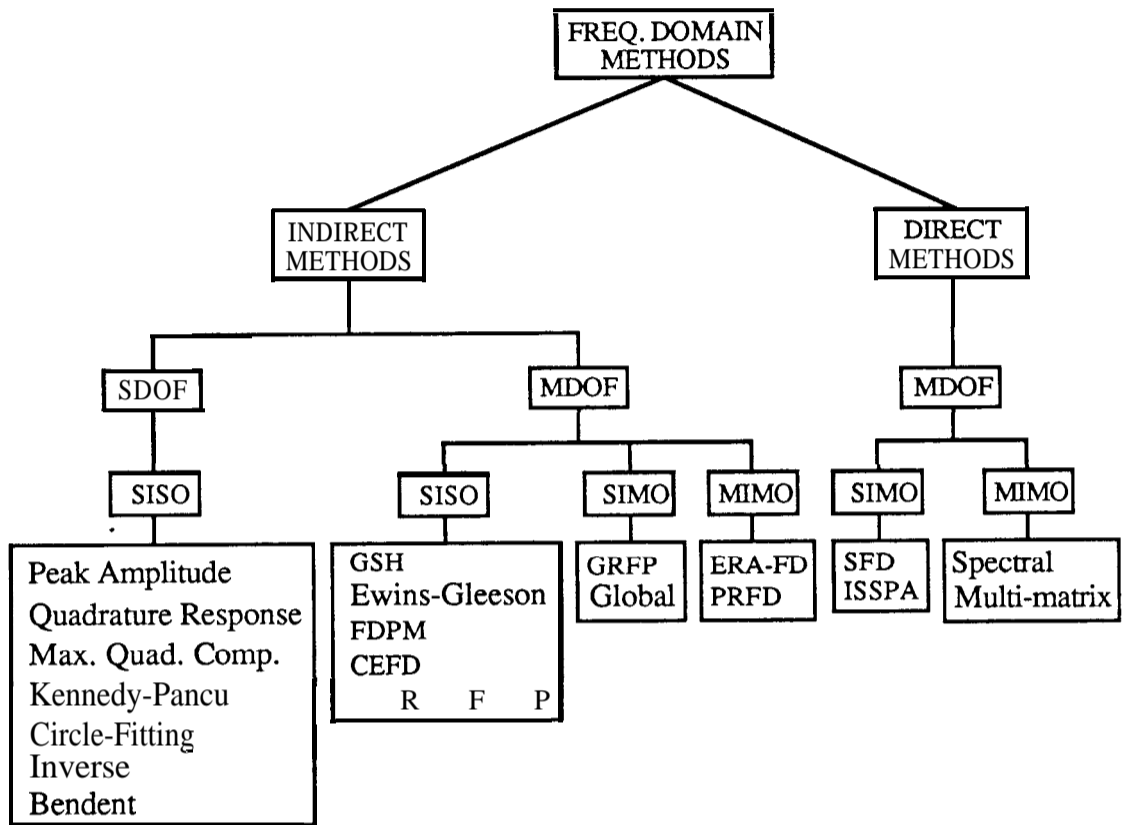 FREQ. DOMAIN
METHODS
INDIRECT
METHODS
DIRECT
METHODS
SDOF
MDOF
MDOF
SISO
SISO
SIMO
MIMO
SIMO
MIMO
Peak Amplitude
Quadrature Response
Max. Quad. Comp.
Kennedy-Pancu
Circle-Fitting
Inverse
Bendent
GSH
Ewins-Gleeson
FDPM
CEFD
R F P
GRFP
Global
ERA-FD
PRFD
SFD
ISSPA
Spectral
Multi-matrix